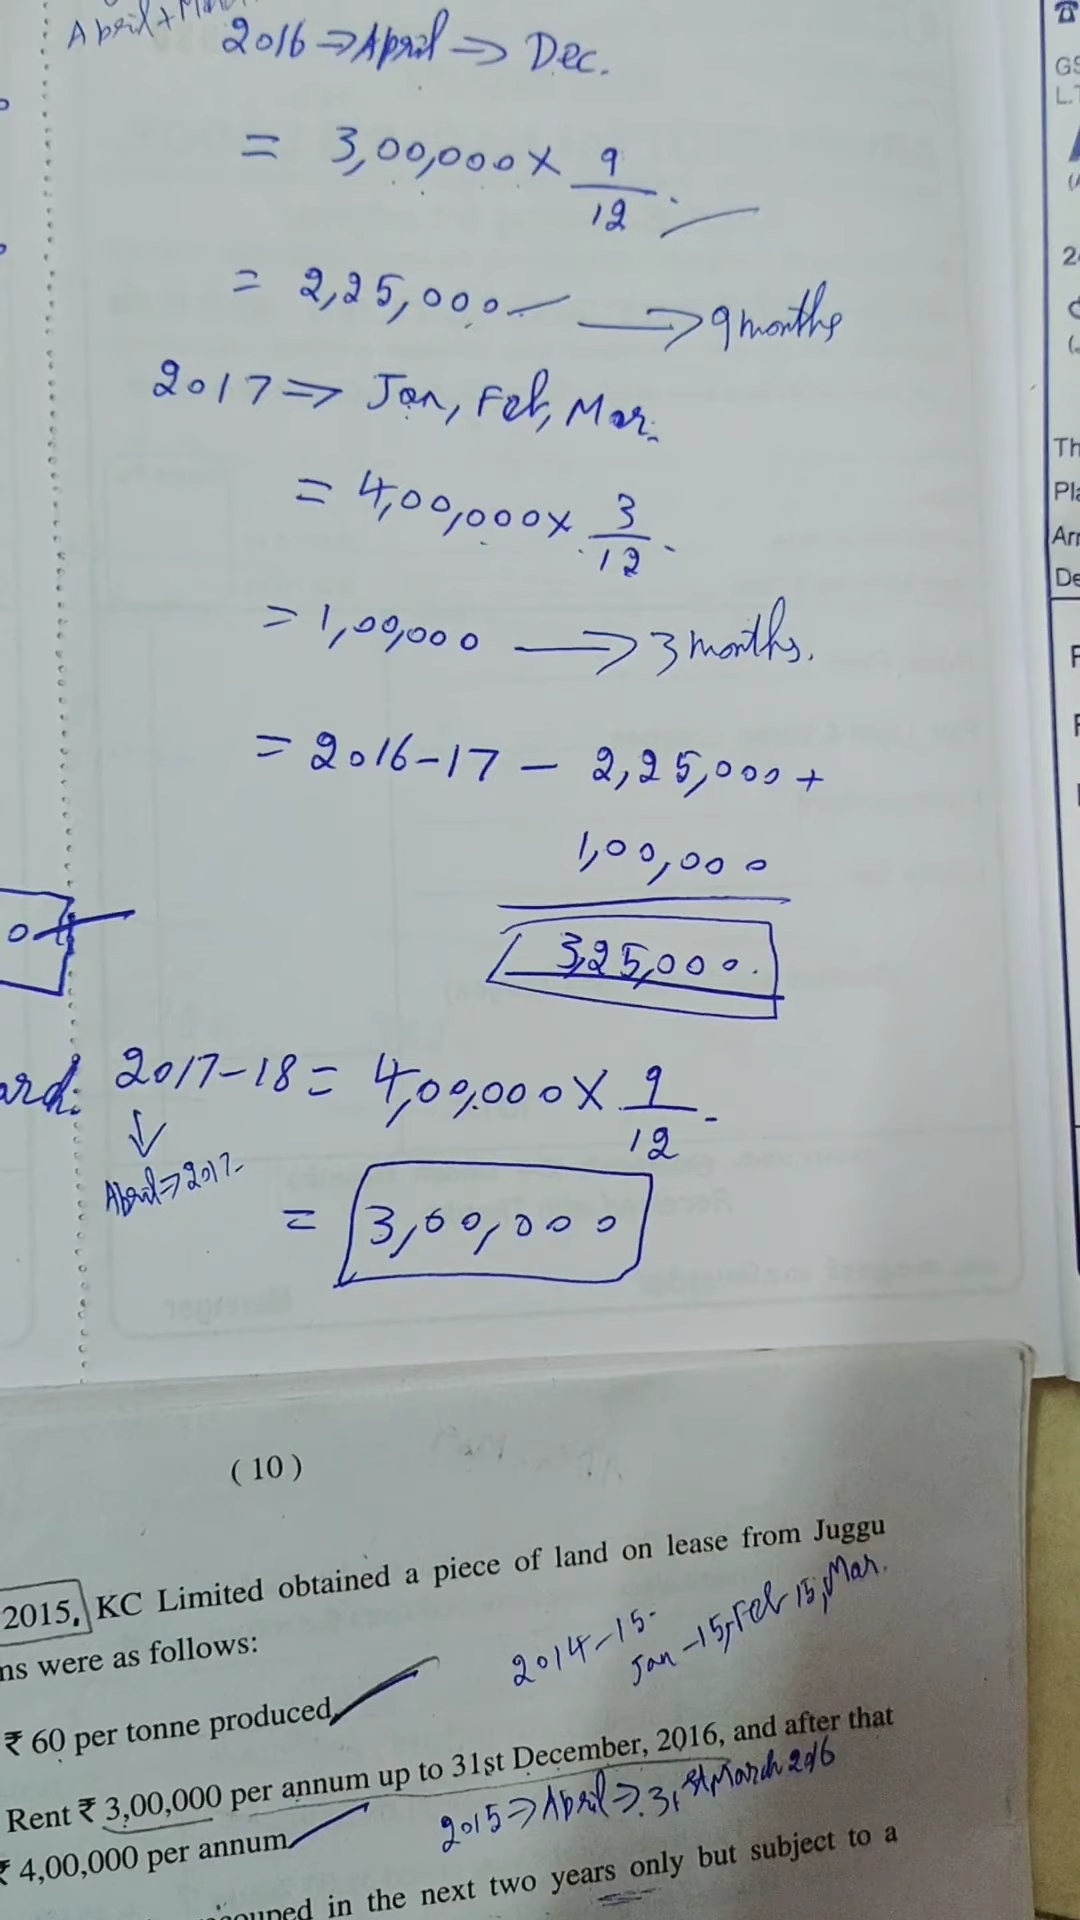 2016 ⇒ April ⇒ Dec.
= 3,00,000 × 9/12.
= 2,25,000 → 9 months
2017 ⇒ Jan, Feb, Mar.
= 4,00,000 × 3/12.
= 1,00,000 → 3 months.
= 2016-17 - 2,25,000 +
1,00,000
3,25,000.
2017-18 = 4,00,000 × 9/12.
↓
April ⇒ 2017-
= 3,00,000
(10)
2015, KC Limited obtained a piece of land on lease from Juggu
ns were as follows:
2014-15-
Jan-15, Feb 15, Mar.
₹ 60 per tonne produced
Rent ₹ 3,00,000 per annum up to 31st December, 2016, and after that
₹ 4,00,000 per annum
2015 ⇒ April ⇒ 31st March 2016
in the next two years only but subject to a
Th
Pla
Arr
De
GS
L.T